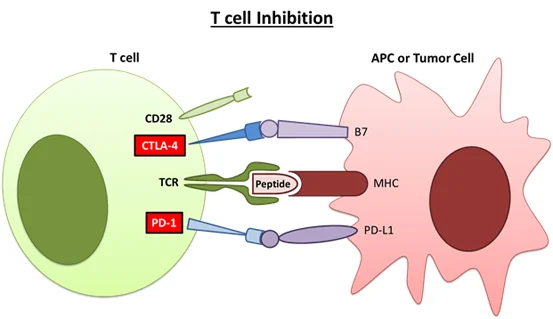 T cell Inhibition
T cell
APC or Tumor Cell
CD28
B7
CTLA-4
TCR
Peptide
MHC
PD-1
PD-L1